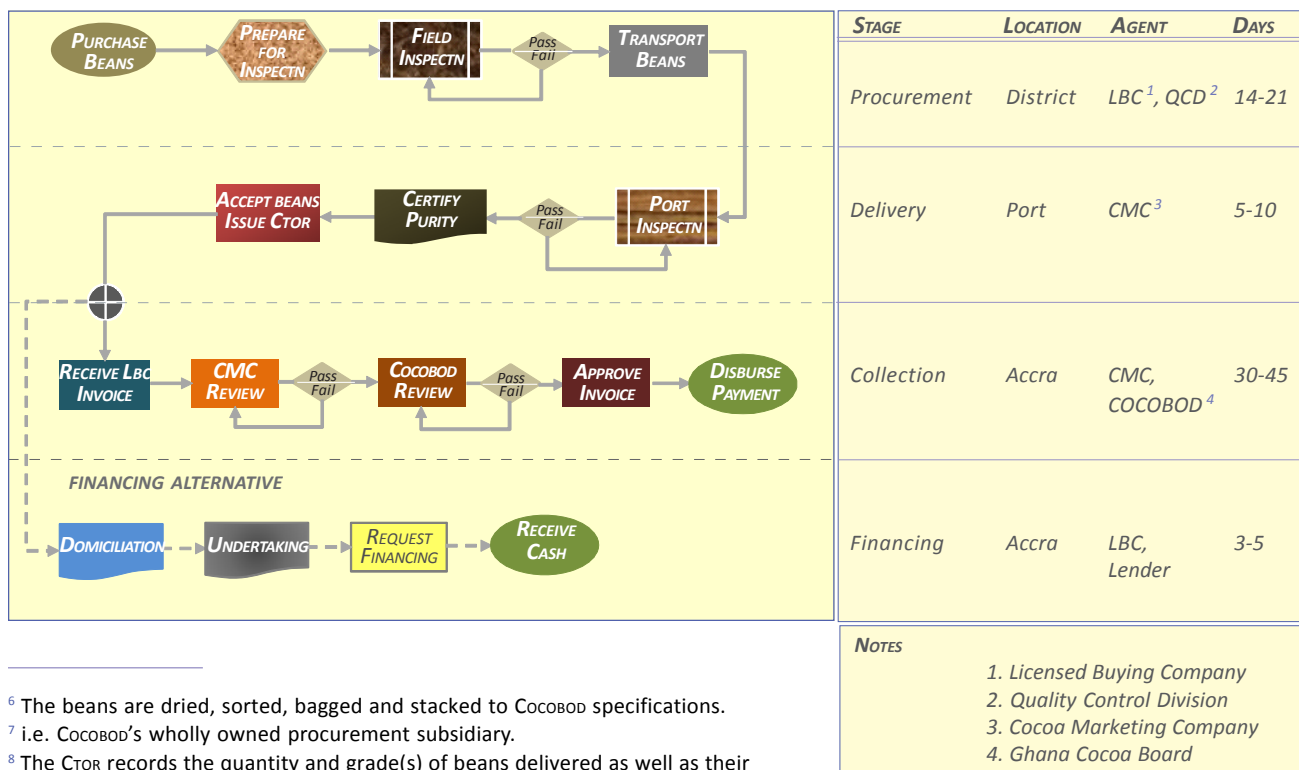 PURCHASE
BEANS
PREPARE
FOR
INSPECTN
FIELD
INSPECTN
Pass
Fail
TRANSPORT
BEANS
ACCEPT BEANS
ISSUE CTOR
CERTIFY
PURITY
Pass
Fail
PORT
INSPECTN
RECEIVE LBC
INVOICE
CMC
REVIEW
Pass
Fail
COCOBOD
REVIEW
Pass
Fail
APPROVE
INVOICE
DISBURSE
PAYMENT
FINANCING ALTERNATIVE
DOMICILIATION
UNDERTAKING
REQUEST
FINANCING
RECEIVE
CASH
STAGE LOCATION AGENT DAYS
Procurement District LBC 1, QCD 2 14-21
Delivery Port CMC 3 5-10
Collection Accra CMC, 30-45
COCOBOD 4
Financing Accra LBC, 3-5
Lender
NOTES
1. Licensed Buying Company
2. Quality Control Division
3. Cocoa Marketing Company
4. Ghana Cocoa Board
6 The beans are dried, sorted, bagged and stacked to COCOBOD specifications.
7 i.e. COCOBOD's wholly owned procurement subsidiary.
8 The CTOR records the quantity and grade(s) of beans delivered as well as their